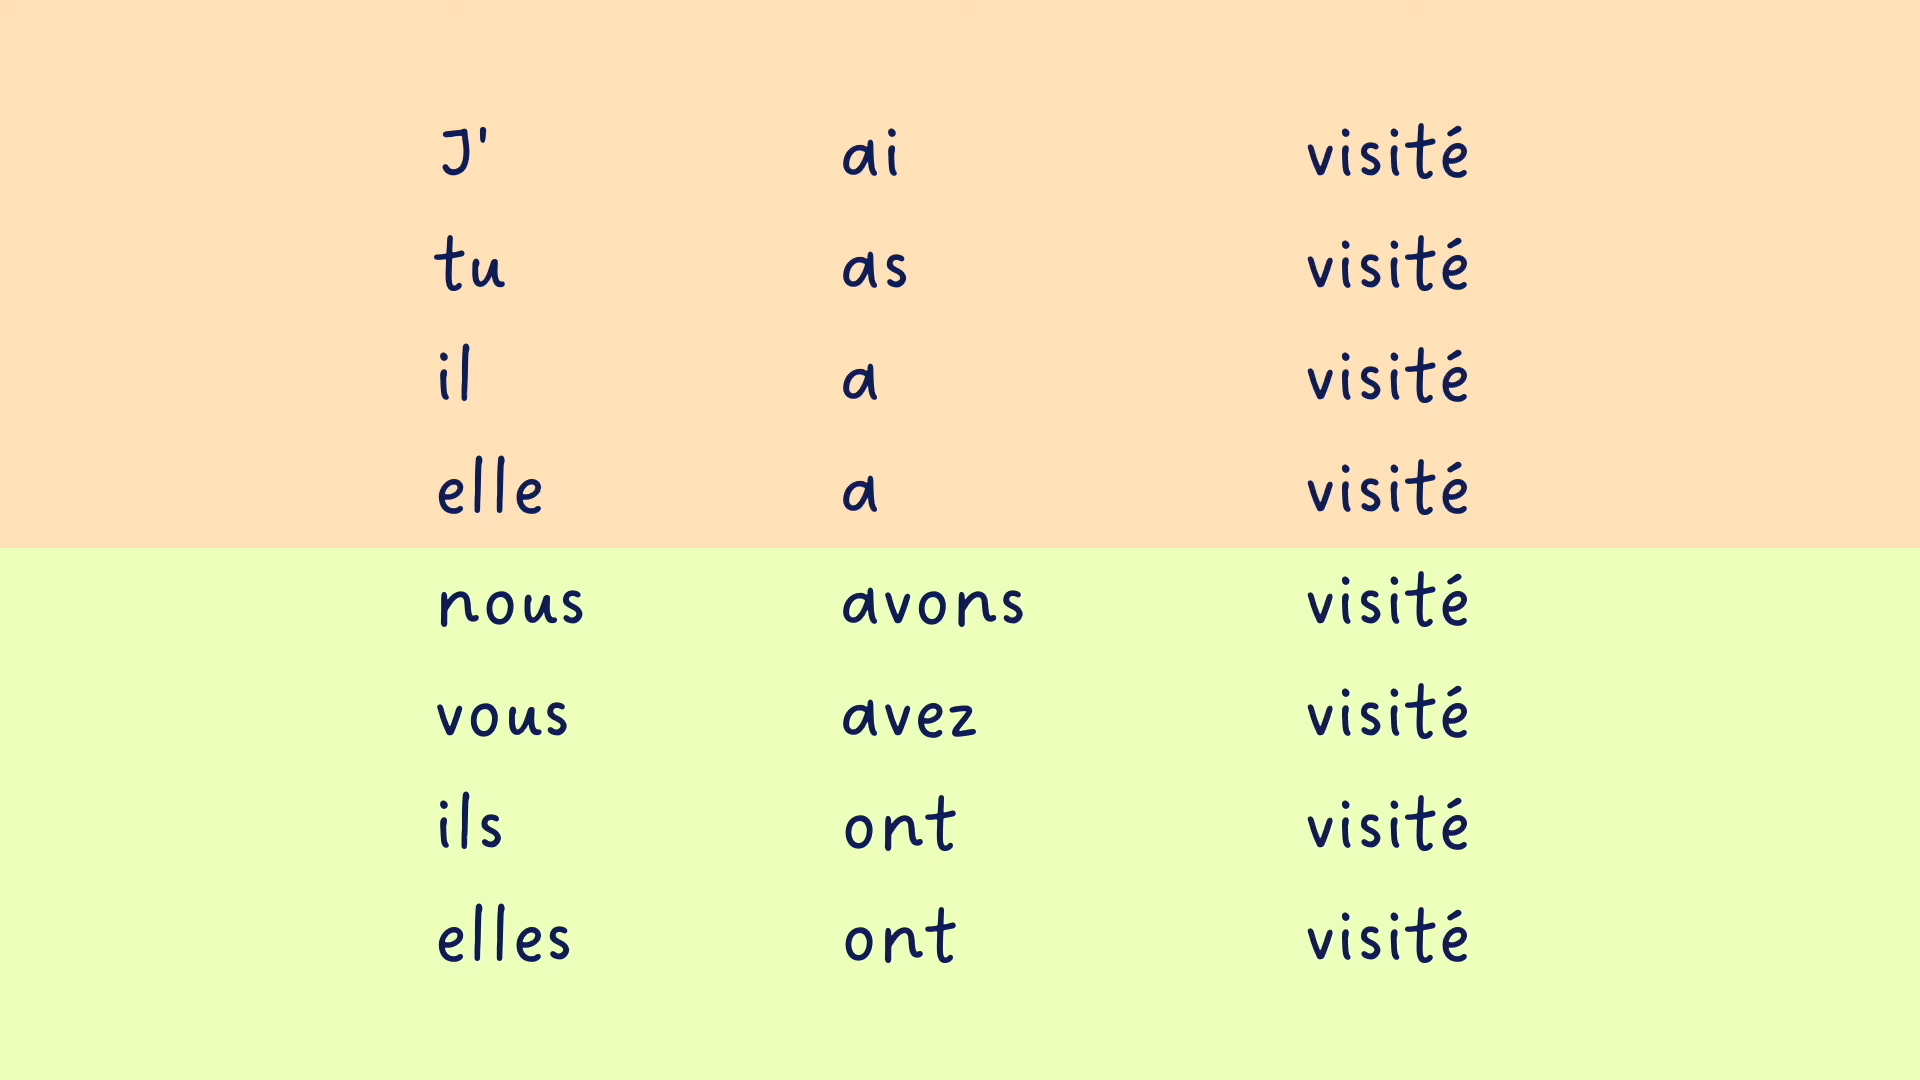 J' ai visité
tu as visité
il a visité
elle a visité
nous avons visité
vous avez visité
ils ont visité
elles ont visité